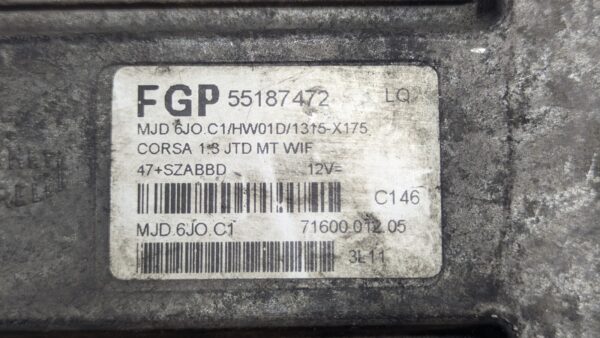 FGP 55187472 LQ
MJD 6JO.C1/HW01D/1315-X175
CORSA 1.3 JTD MT WIF
47+SZABBD 12V=
C146
MJD.6JO.C1 71600.012.05
3L11